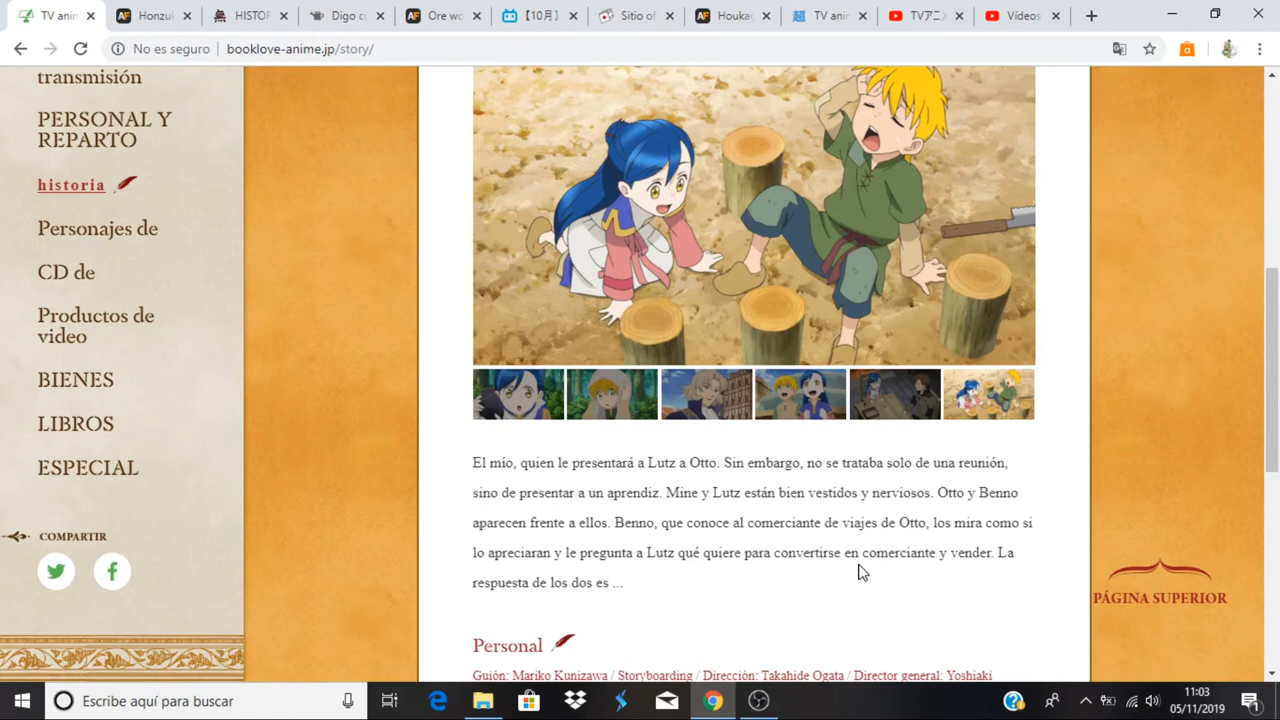 TV anim
Honzuk
HISTOR
Digo cu
Ore wo
【10月】
Sitio of
Houkag
超 TV anim
TVアニメ
Vídeos
No es seguro
booklove-anime.jp/story/
transmisión
PERSONAL Y
REPARTO
historia
Personajes de
CD de
Productos de
video
BIENES
LIBROS
ESPECIAL
COMPARTIR
El mío, quien le presentará a Lutz a Otto. Sin embargo, no se trataba solo de una reunión,
sino de presentar a un aprendiz. Mine y Lutz están bien vestidos y nerviosos. Otto y Benno
aparecen frente a ellos. Benno, que conoce al comerciante de viajes de Otto, los mira como si
lo apreciaran y le pregunta a Lutz qué quiere para convertirse en comerciante y vender. La
respuesta de los dos es ...
PÁGINA SUPERIOR
Personal
Guión: Mariko Kunizawa / Storyboarding / Dirección: Takahide Ogata / Director general: Yoshiaki
Escribe aquí para buscar
11:03
05/11/2019